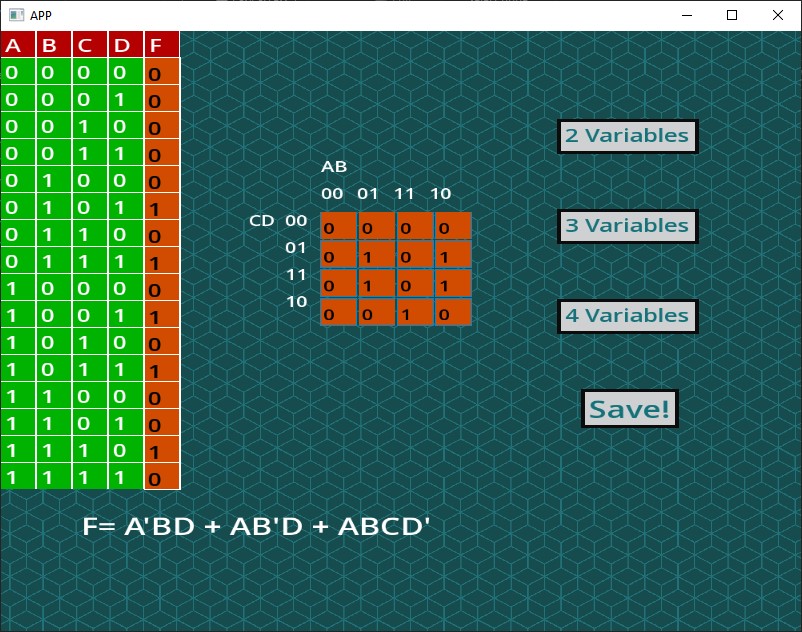 APP
A B C D F
0 0 0 0 0
0 0 0 1 0
0 0 1 0 0
0 0 1 1 0
0 1 0 0 0
0 1 0 1 1
0 1 1 0 0
0 1 1 1 1
1 0 0 0 0
1 0 0 1 1
1 0 1 0 0
1 0 1 1 1
1 1 0 0 0
1 1 0 1 0
1 1 1 0 1
1 1 1 1 0
AB
00 01 11 10
CD 00 0 0 0 0
01 0 1 0 1
11 0 1 0 1
10 0 0 1 0
2 Variables
3 Variables
4 Variables
Save!
F= A'BD + AB'D + ABCD'